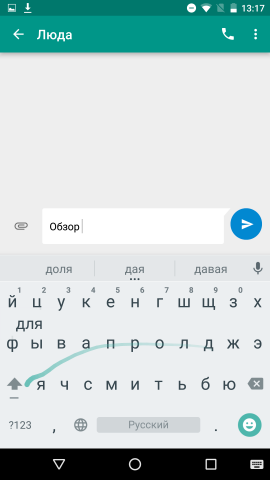 13:17
Люда
Обзор
доля дая давая
1 2 3 4 5 6 7 8 9 0
й ц у к е н г ш щ з х
для
ф ы в а п р о л д ж э
я ч с м и т ь б ю
?123 , Русский .